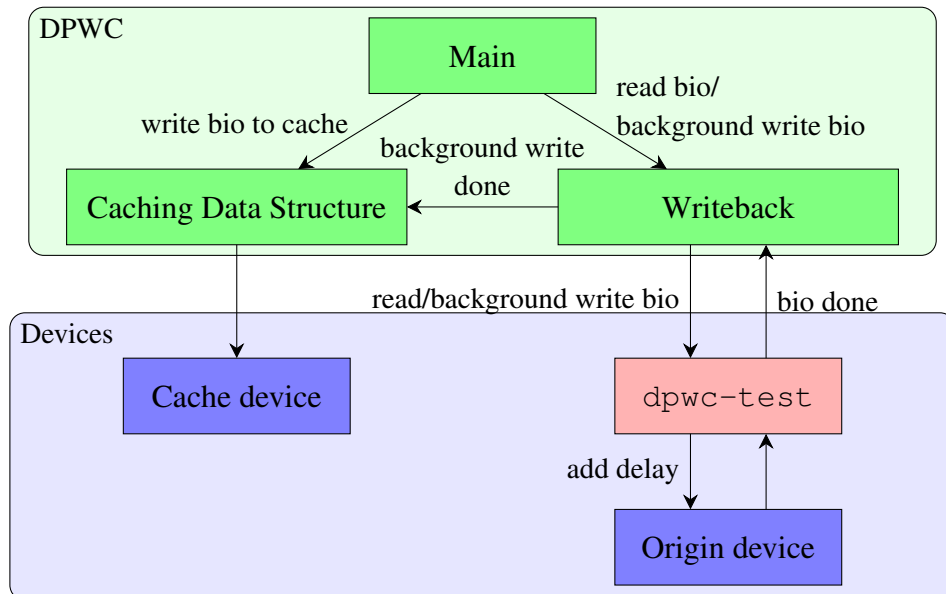 DPWC
Main
write bio to cache
read bio/
background write bio
background write
done
Caching Data Structure
Writeback
read/background write bio
bio done
Devices
Cache device
dpwc-test
add delay
Origin device